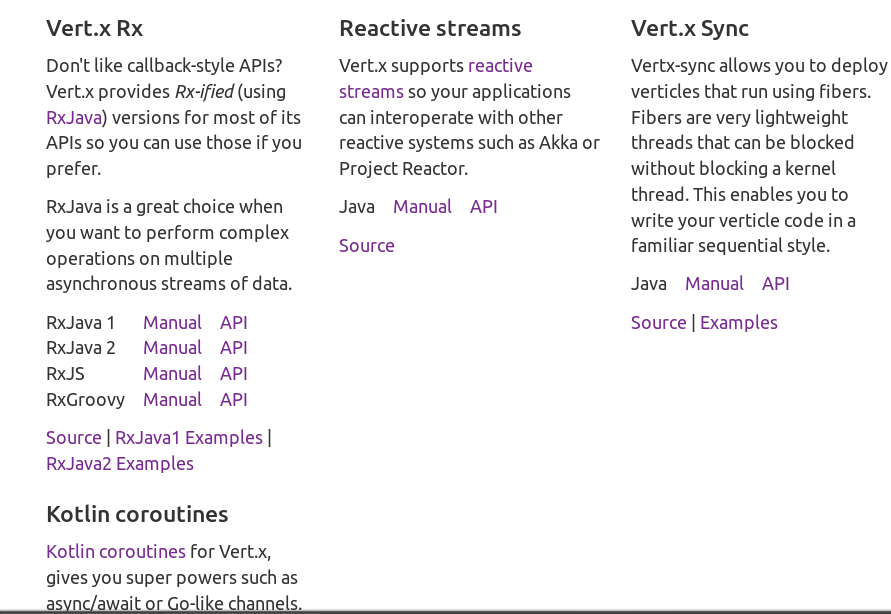 Vert.x Rx
Don't like callback-style APIs?
Vert.x provides Rx-ified (using
RxJava) versions for most of its
APIs so you can use those if you
prefer.
RxJava is a great choice when
you want to perform complex
operations on multiple
asynchronous streams of data.
RxJava 1 Manual API
RxJava 2 Manual API
RxJS Manual API
RxGroovy Manual API
Source | RxJava1 Examples |
RxJava2 Examples
Kotlin coroutines
Kotlin coroutines for Vert.x,
gives you super powers such as
async/await or Go-like channels.
Reactive streams
Vert.x supports reactive
streams so your applications
can interoperate with other
reactive systems such as Akka or
Project Reactor.
Java Manual API
Source
Vert.x Sync
Vertx-sync allows you to deploy
verticles that run using fibers.
Fibers are very lightweight
threads that can be blocked
without blocking a kernel
thread. This enables you to
write your verticle code in a
familiar sequential style.
Java Manual API
Source | Examples